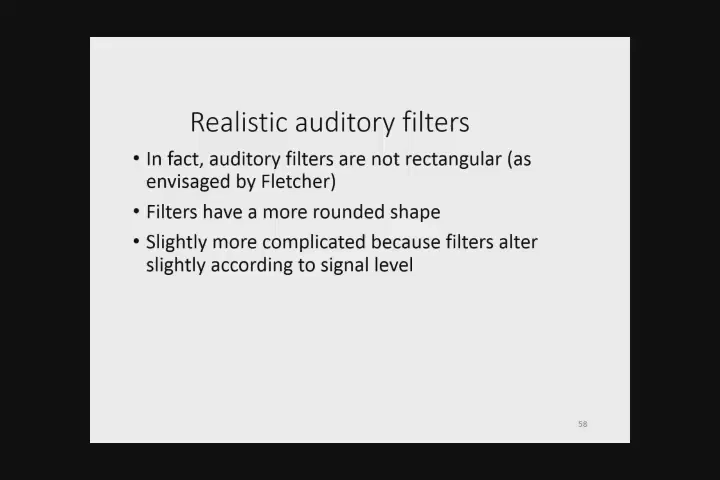 Realistic auditory filters
• In fact, auditory filters are not rectangular (as
envisaged by Fletcher)
• Filters have a more rounded shape
• Slightly more complicated because filters alter
slightly according to signal level
58